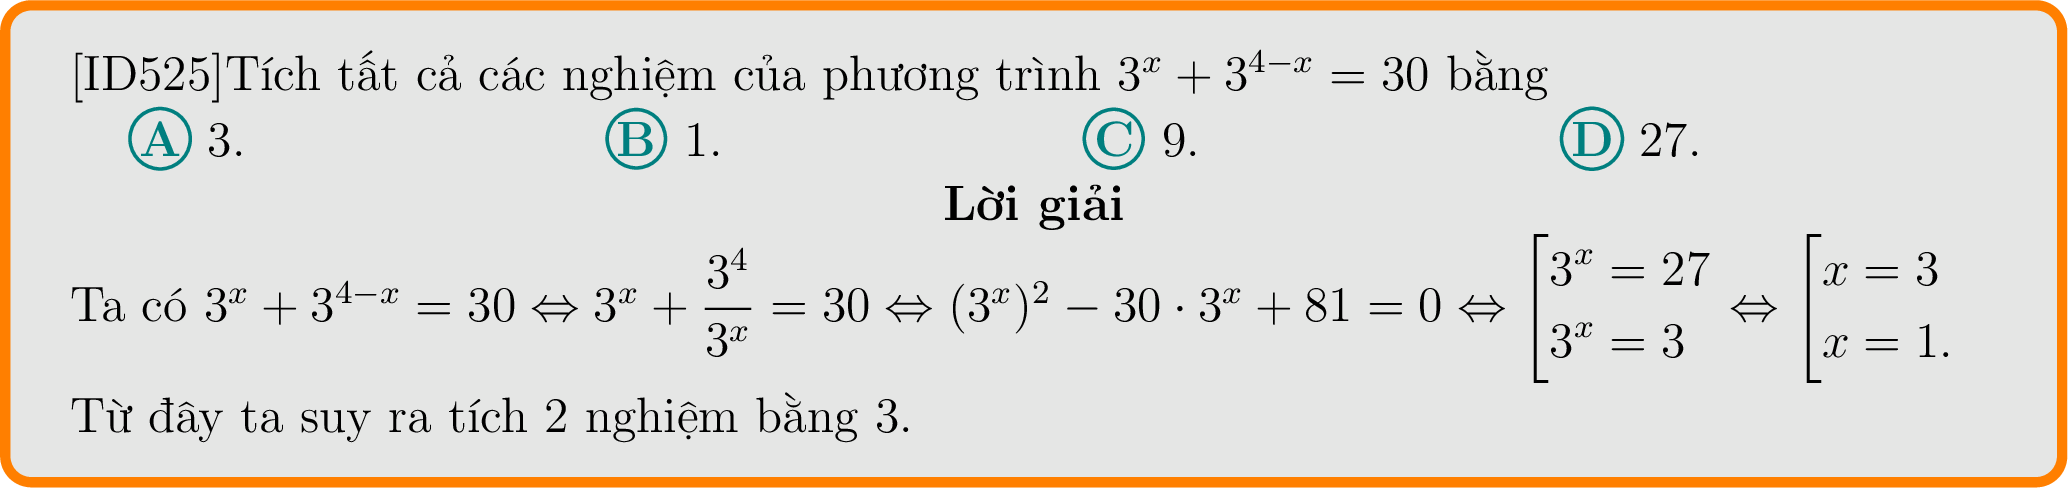 [ID525]Tích tất cả các nghiệm của phương trình $3^x + 3^{4-x} = 30$ bằng
Ⓐ 3. Ⓑ 1. Ⓒ 9. Ⓓ 27.
Lời giải
Ta có $3^x + 3^{4-x} = 30 \Leftrightarrow 3^x + \dfrac{3^4}{3^x} = 30 \Leftrightarrow (3^x)^2 - 30 \cdot 3^x + 81 = 0 \Leftrightarrow \left[\begin{array}{l} 3^x = 27 \\ 3^x = 3 \end{array}\right. \Leftrightarrow \left[\begin{array}{l} x = 3 \\ x = 1. \end{array}\right.$
Từ đây ta suy ra tích 2 nghiệm bằng 3.